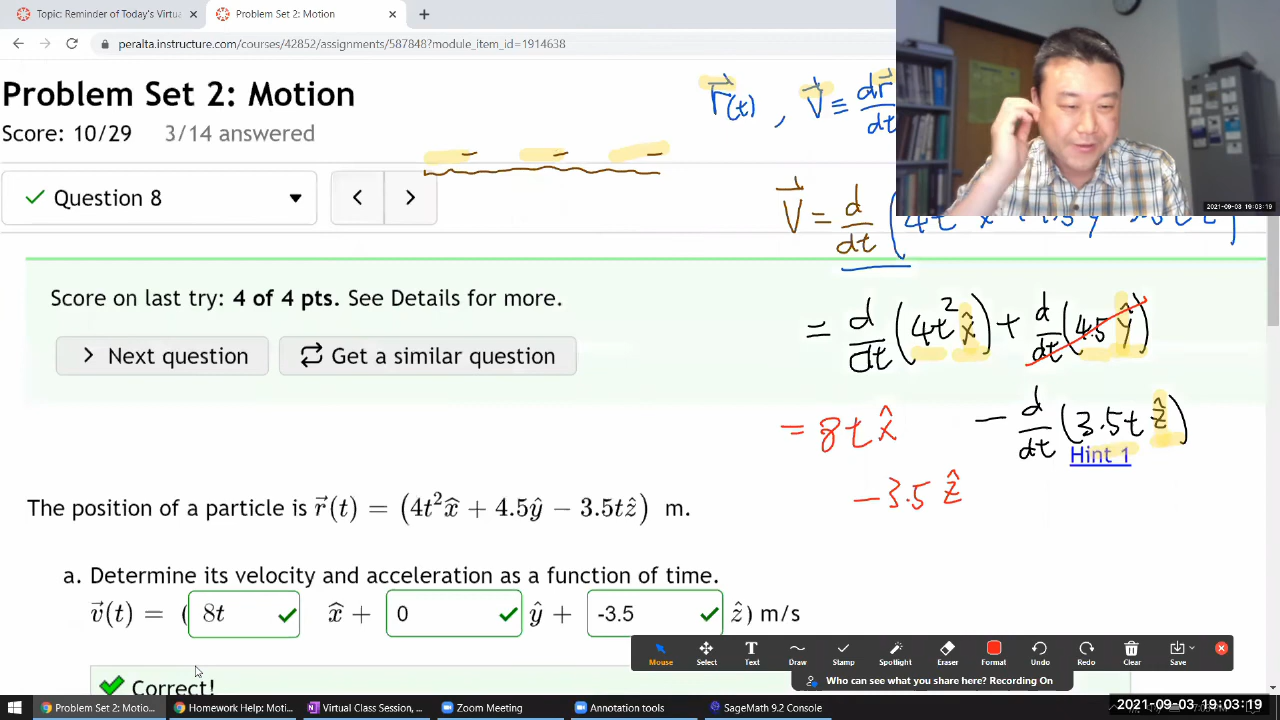 Topic: Reminder of Today's Virtua
Problem Set 2: Motion
peralta.instructure.com/courses/42852/assignments/587848?module_item_id=1914638
Problem Set 2: Motion
Score: 10/29 3/14 answered
r⃗(t) , V⃗ ≡ dr⃗/dt
Question 8
V⃗ = d/dt (4t
2021-09-03 19:03:19
Score on last try: 4 of 4 pts. See Details for more.
Next question
Get a similar question
= d/dt (4t² x̂) + d/dt (4.5 ŷ)
− d/dt (3.5t ẑ)
= 8t x̂
Hint 1
−3.5 ẑ
The position of a particle is r⃗(t) = (4t²x̂ + 4.5ŷ − 3.5tẑ) m.
a. Determine its velocity and acceleration as a function of time.
v⃗(t) = ( 8t x̂ + 0 ŷ + -3.5 ẑ) m/s
Correct!
Mouse Select Text Draw Stamp Spotlight Eraser Format Undo Redo Clear Save
Who can see what you share here? Recording On
Problem Set 2: Motio... Homework Help: Mot... Virtual Class Session, ... Zoom Meeting Annotation tools SageMath 9.2 Console
2021-09-03 19:03:19